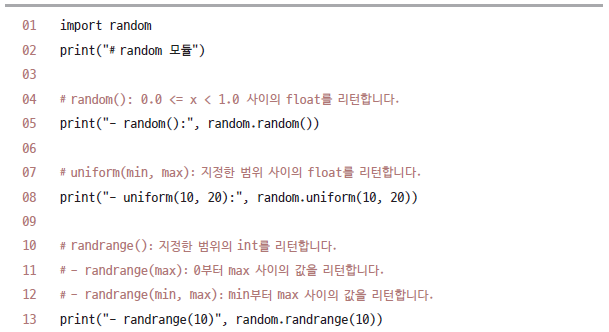 01 import random
02 print("# random 모듈")
03
04 # random(): 0.0 <= x < 1.0 사이의 float를 리턴합니다.
05 print("- random():", random.random())
06
07 # uniform(min, max): 지정한 범위 사이의 float를 리턴합니다.
08 print("- uniform(10, 20):", random.uniform(10, 20))
09
10 # randrange(): 지정한 범위의 int를 리턴합니다.
11 # - randrange(max): 0부터 max 사이의 값을 리턴합니다.
12 # - randrange(min, max): min부터 max 사이의 값을 리턴합니다.
13 print("- randrange(10)", random.randrange(10))